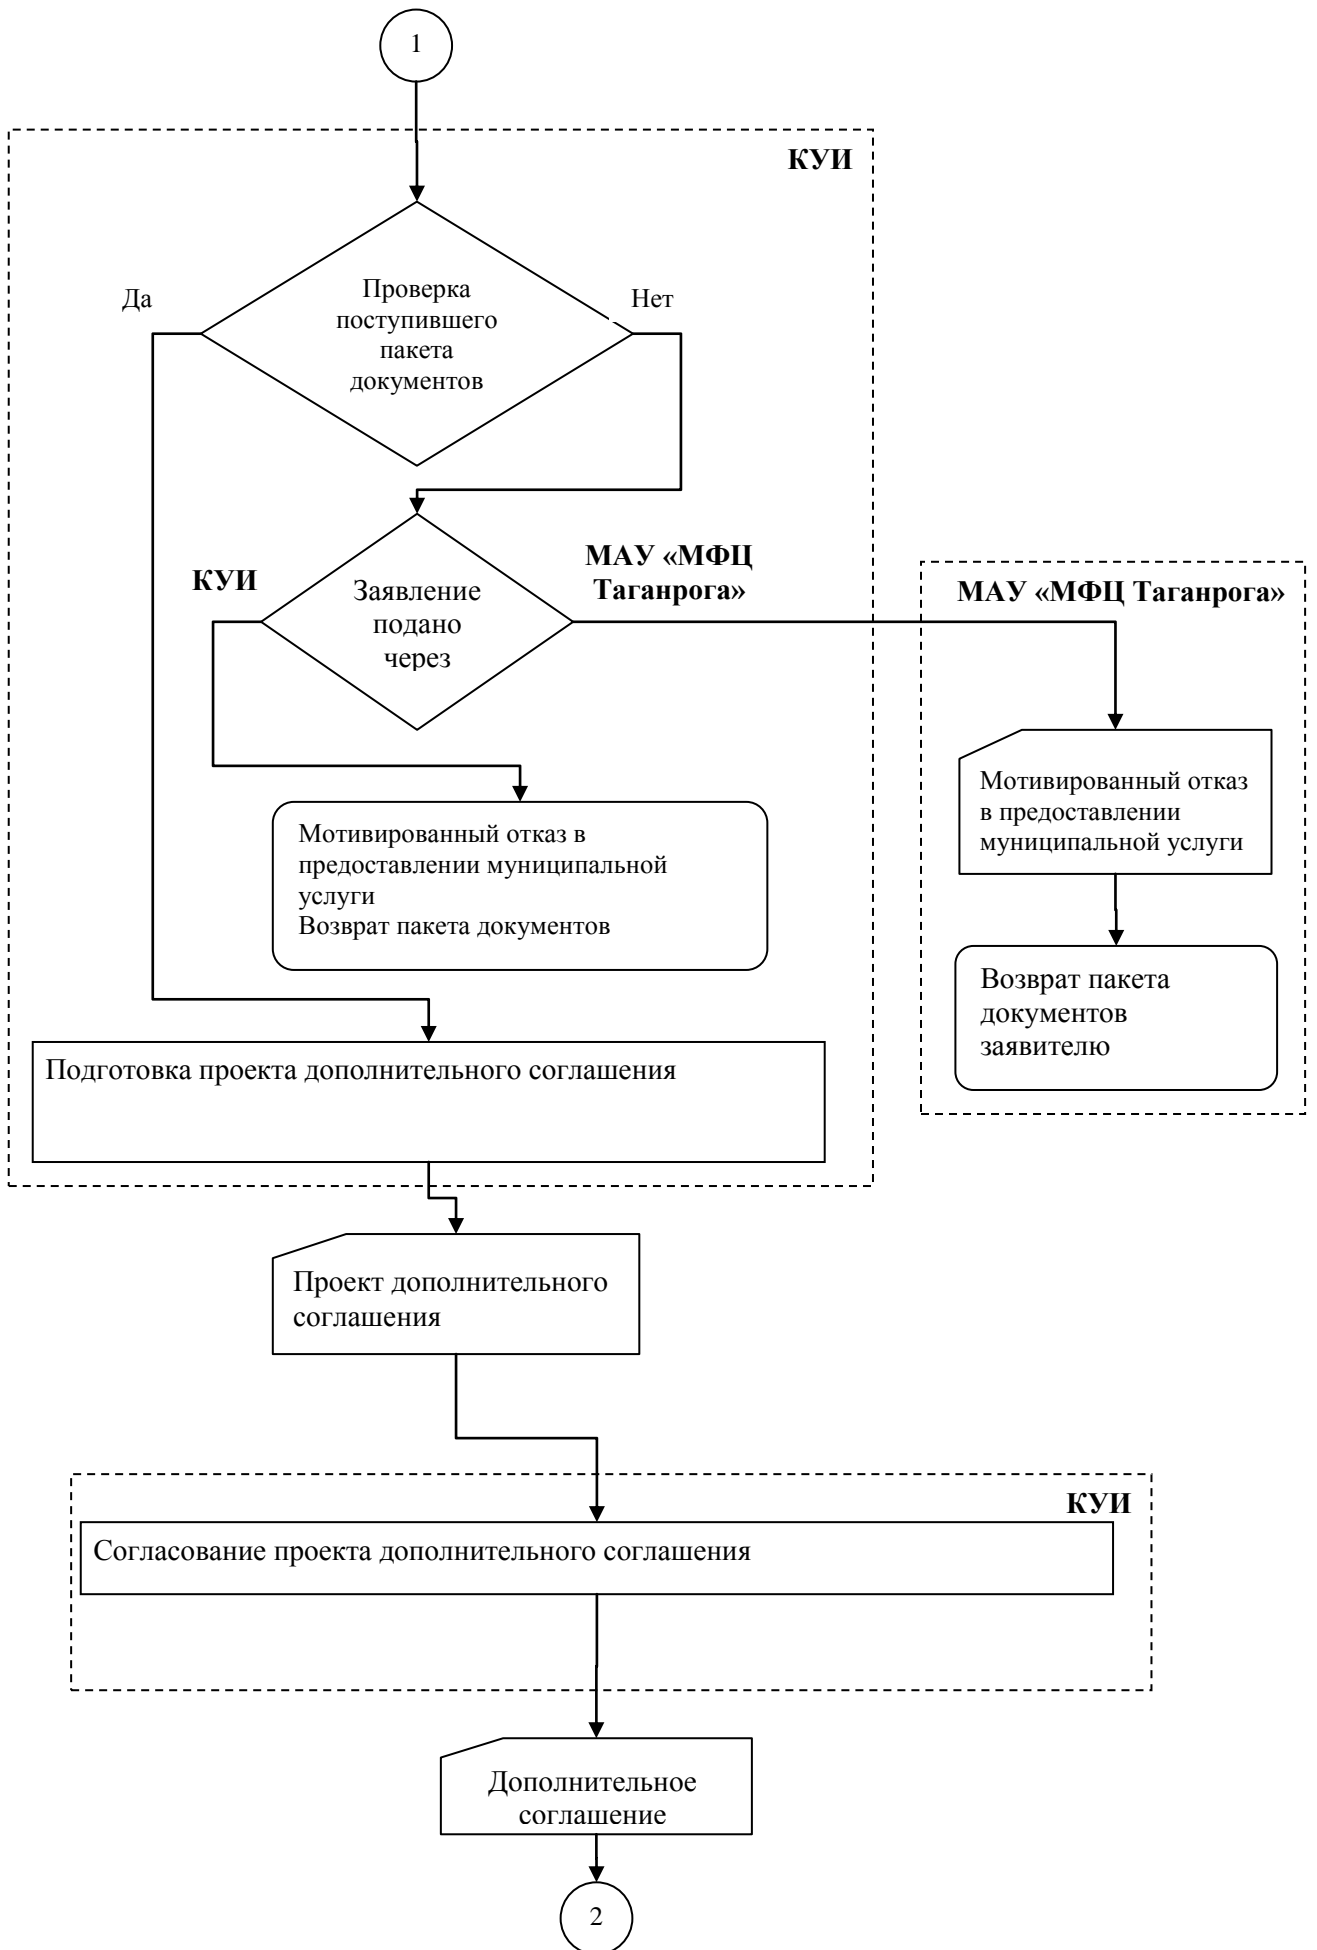 1
КУИ
Да
Нет
Проверка
поступившего
пакета
документов
КУИ
МАУ «МФЦ
Таганрога»
Заявление
подано
через
МАУ «МФЦ Таганрога»
Мотивированный отказ
в предоставлении
муниципальной услуги
Мотивированный отказ в
предоставлении муниципальной
услуги
Возврат пакета документов
Возврат пакета
документов
заявителю
Подготовка проекта дополнительного соглашения
Проект дополнительного
соглашения
КУИ
Согласование проекта дополнительного соглашения
Дополнительное
соглашение
2